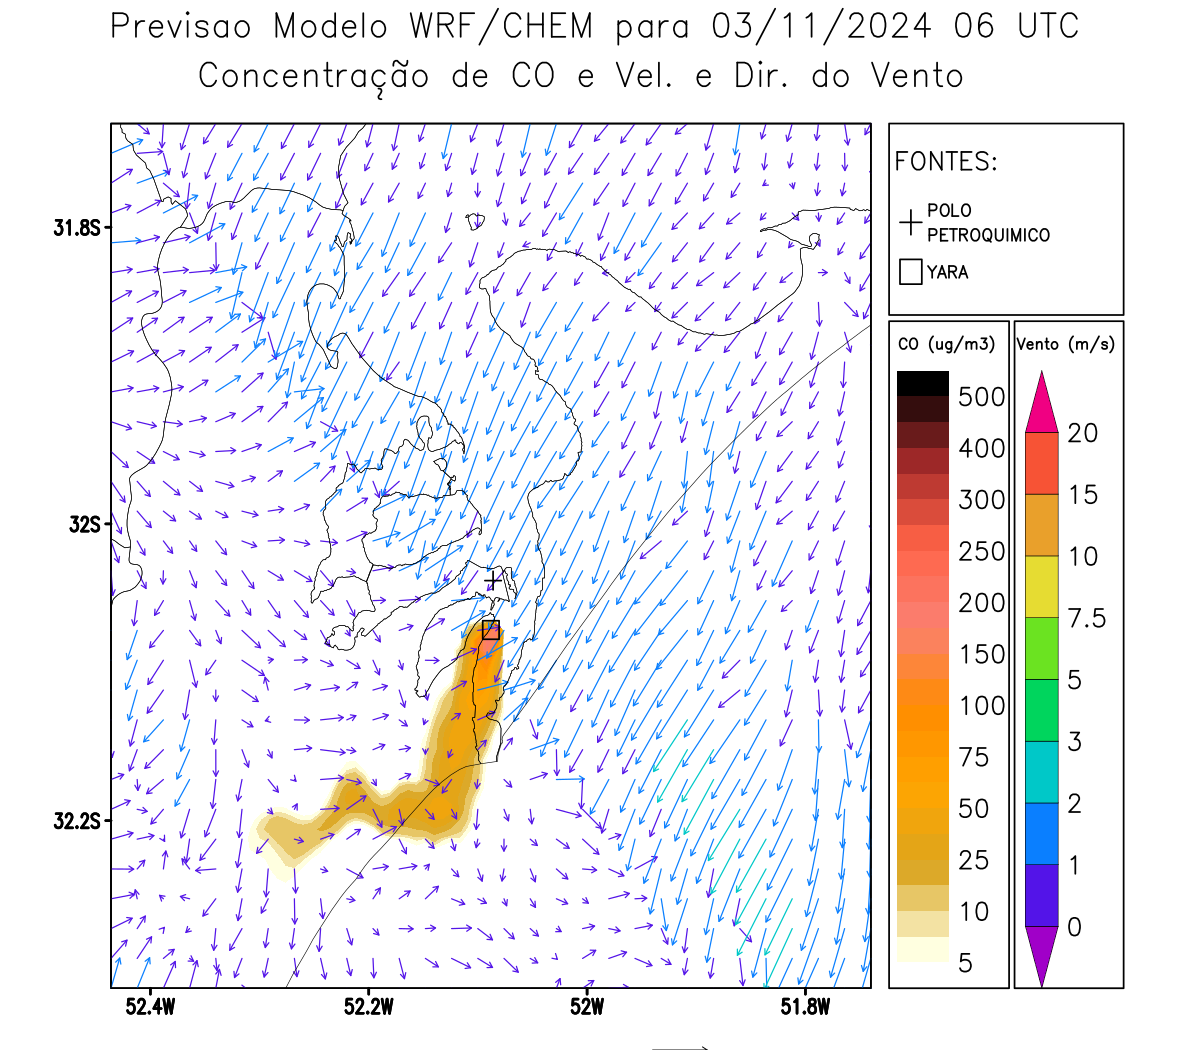 Previsao Modelo WRF/CHEM para 03/11/2024 06 UTC
Concentração de CO e Vel. e Dir. do Vento
FONTES:
POLO
PETROQUIMICO
YARA
CO (ug/m3)
500
400
300
250
200
150
100
75
50
25
10
5
Vento (m/s)
20
15
10
7.5
5
3
2
1
0
31.8S
32S
32.2S
52.4W
52.2W
52W
51.8W